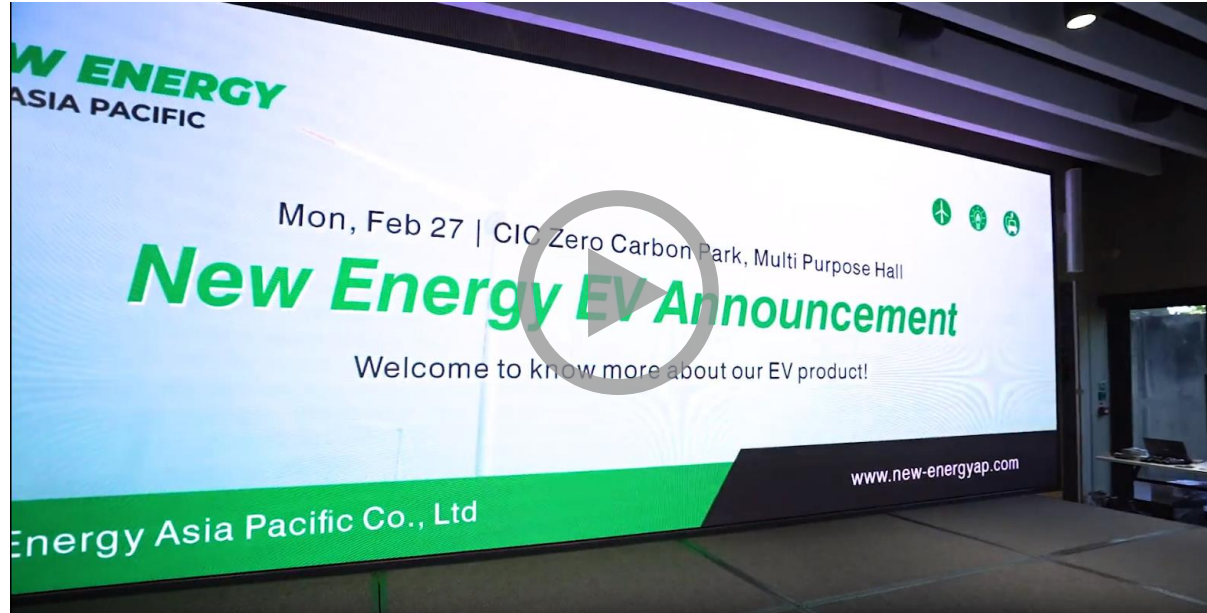 W ENERGY
ASIA PACIFIC
Mon, Feb 27 | CIC Zero Carbon Park, Multi Purpose Hall
New Energy EV Announcement
Welcome to know more about our EV product!
Energy Asia Pacific Co., Ltd
www.new-energyap.com